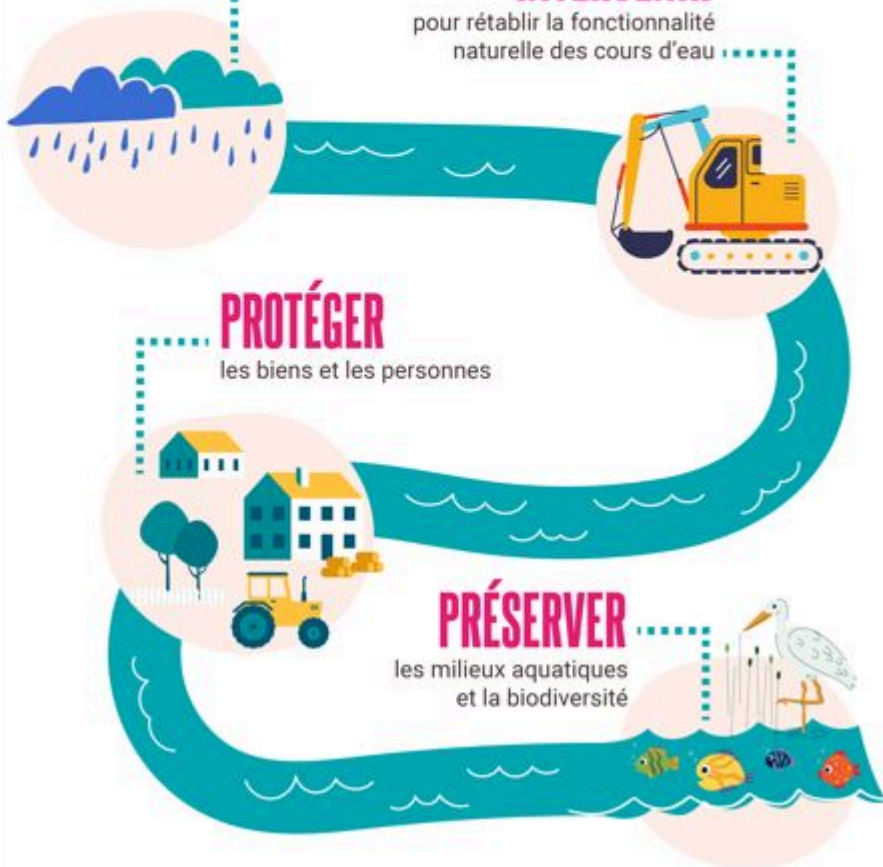 pour rétablir la fonctionnalité
naturelle des cours d'eau
PROTÉGER
les biens et les personnes
PRÉSERVER
les milieux aquatiques
et la biodiversité